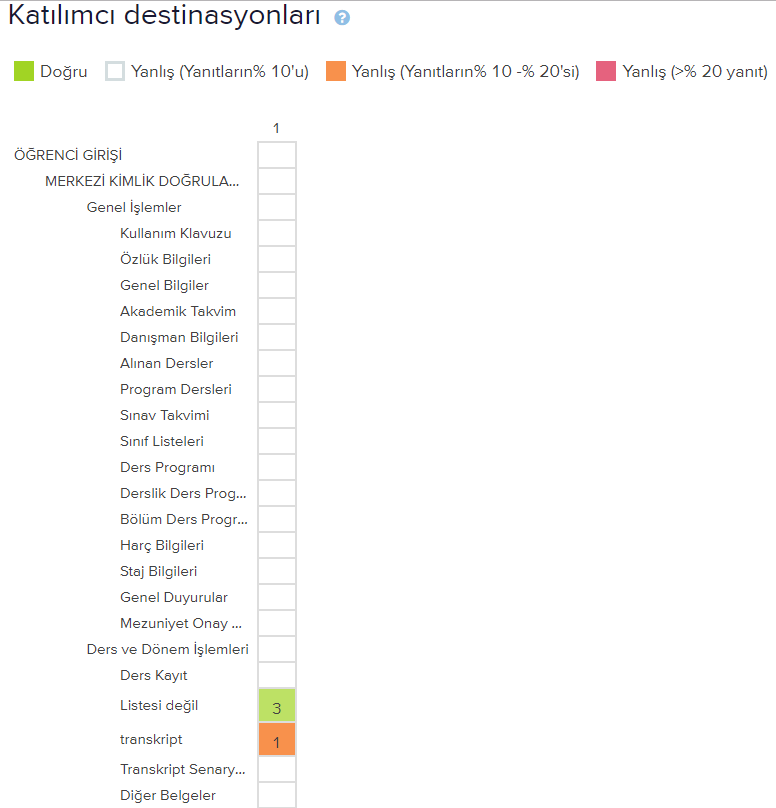 Katılımcı destinasyonları ?
Doğru Yanlış (Yanıtların% 10'u) Yanlış (Yanıtların% 10 -% 20'si) Yanlış (>% 20 yanıt)
1
ÖĞRENCİ GİRİŞİ
MERKEZİ KİMLİK DOĞRULA...
Genel İşlemler
Kullanım Klavuzu
Özlük Bilgileri
Genel Bilgiler
Akademik Takvim
Danışman Bilgileri
Alınan Dersler
Program Dersleri
Sınav Takvimi
Sınıf Listeleri
Ders Programı
Derslik Ders Prog...
Bölüm Ders Progr...
Harç Bilgileri
Staj Bilgileri
Genel Duyurular
Mezuniyet Onay ...
Ders ve Dönem İşlemleri
Ders Kayıt
Listesi değil 3
transkript 1
Transkript Senary...
Diğer Belgeler